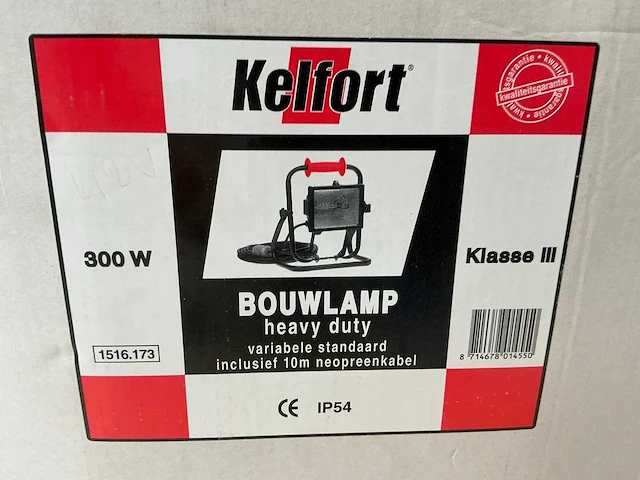 Kelfort®
kwaliteitsgarantie
300 W
Klasse III
BOUWLAMP
heavy duty
variabele standaard
inclusief 10m neopreenkabel
1516.173
8 714678 014550
CE IP54